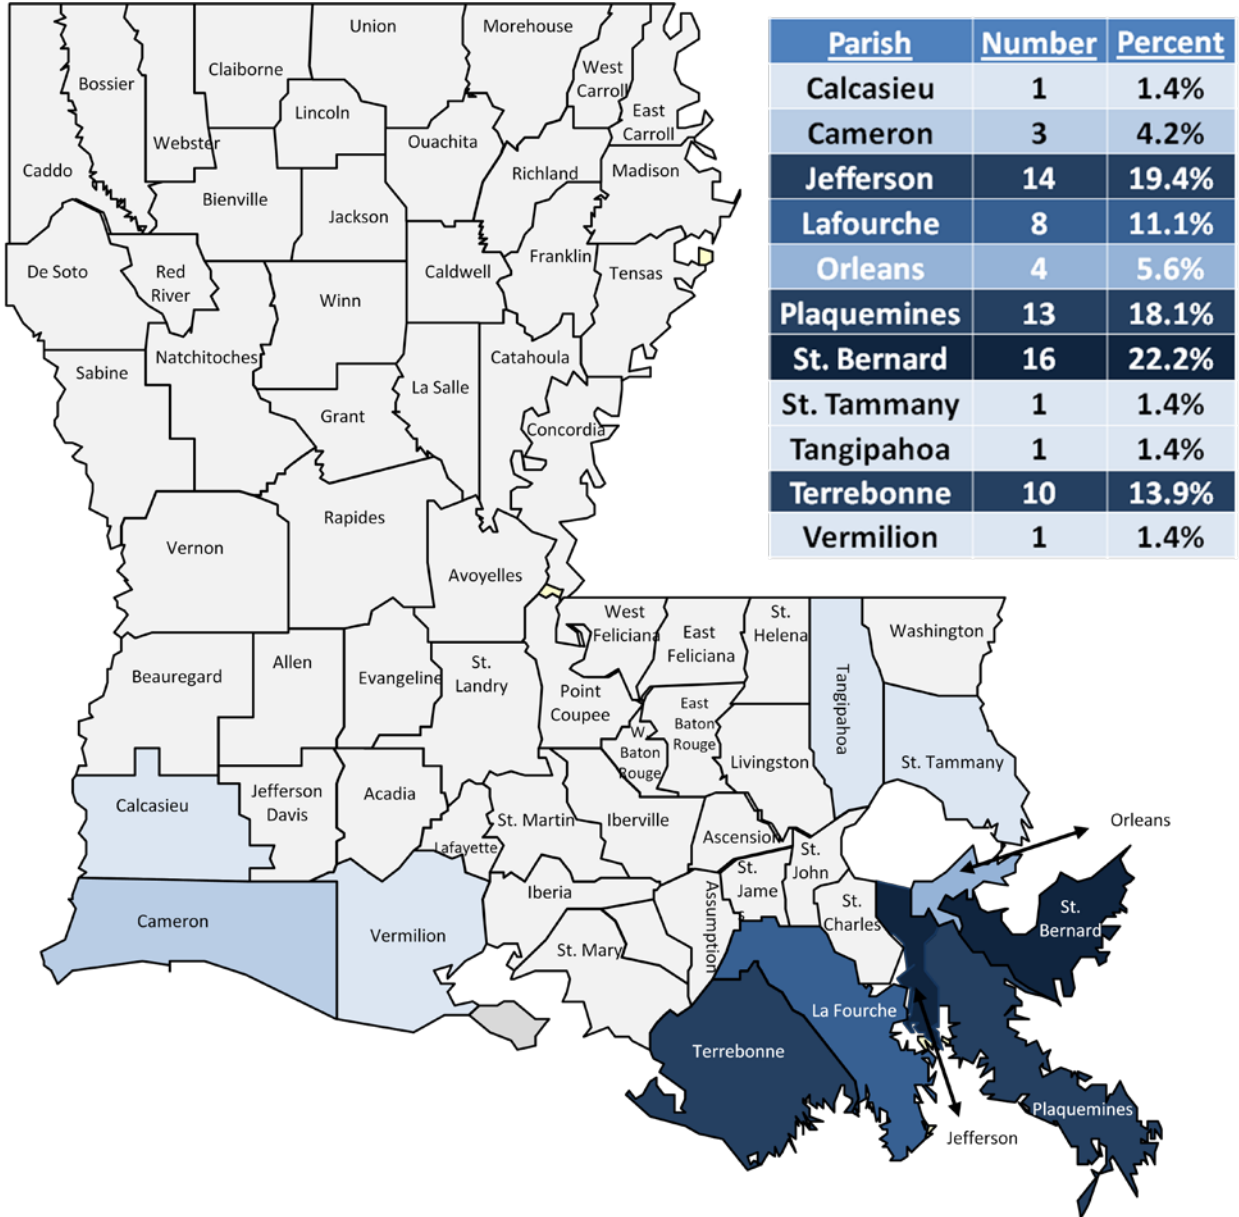 Parish Number Percent
Calcasieu 1 1.4%
Cameron 3 4.2%
Jefferson 14 19.4%
Lafourche 8 11.1%
Orleans 4 5.6%
Plaquemines 13 18.1%
St. Bernard 16 22.2%
St. Tammany 1 1.4%
Tangipahoa 1 1.4%
Terrebonne 10 13.9%
Vermilion 1 1.4%
Union
Morehouse
Claiborne
West
Carroll
Bossier
Lincoln
East
Carroll
Webster
Ouachita
Caddo
Richland
Madison
Bienville
Jackson
De Soto
Red
River
Caldwell
Franklin
Tensas
Winn
Natchitoches
Catahoula
Sabine
La Salle
Grant
Concordia
Rapides
Vernon
Avoyelles
West
Feliciana
East
Feliciana
St.
Helena
Washington
Beauregard
Allen
Evangeline
St.
Landry
Point
Coupee
East
Baton
Rouge
W
Baton
Rouge
Livingston
Tangipahoa
St. Tammany
Calcasieu
Jefferson
Davis
Acadia
Lafayette
St. Martin
Iberville
Ascension
Orleans
St.
John
St.
Jame
s
Iberia
Assumption
St.
Charles
St.
Bernard
Cameron
Vermilion
St. Mary
La Fourche
Terrebonne
Plaquemines
Jefferson